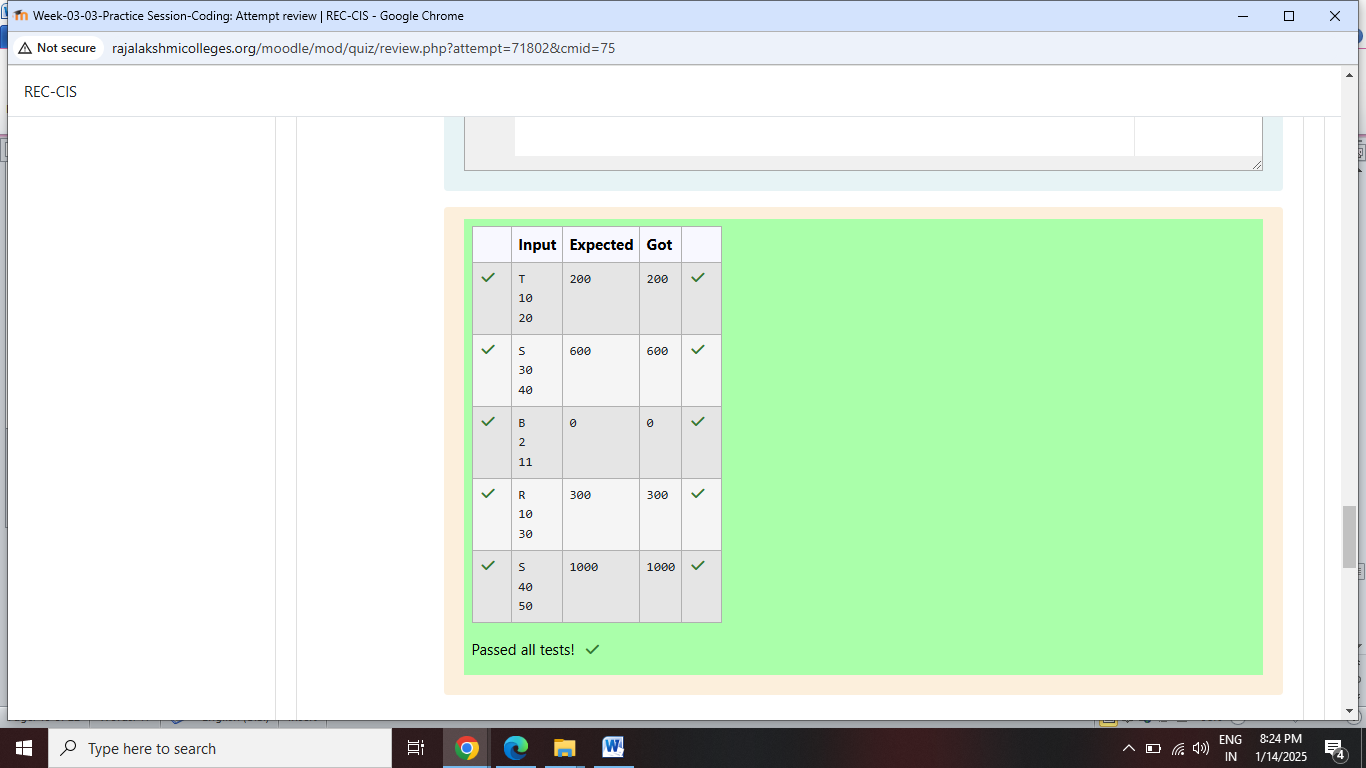 Week-03-03-Practice Session-Coding: Attempt review | REC-CIS - Google Chrome
Not secure rajalakshmicolleges.org/moodle/mod/quiz/review.php?attempt=71802&cmid=75
REC-CIS
Input Expected Got
T 200 200
10
20
S 600 600
30
40
B 0 0
2
11
R 300 300
10
30
S 1000 1000
40
50
Passed all tests!
Type here to search
ENG 8:24 PM
IN 1/14/2025 4